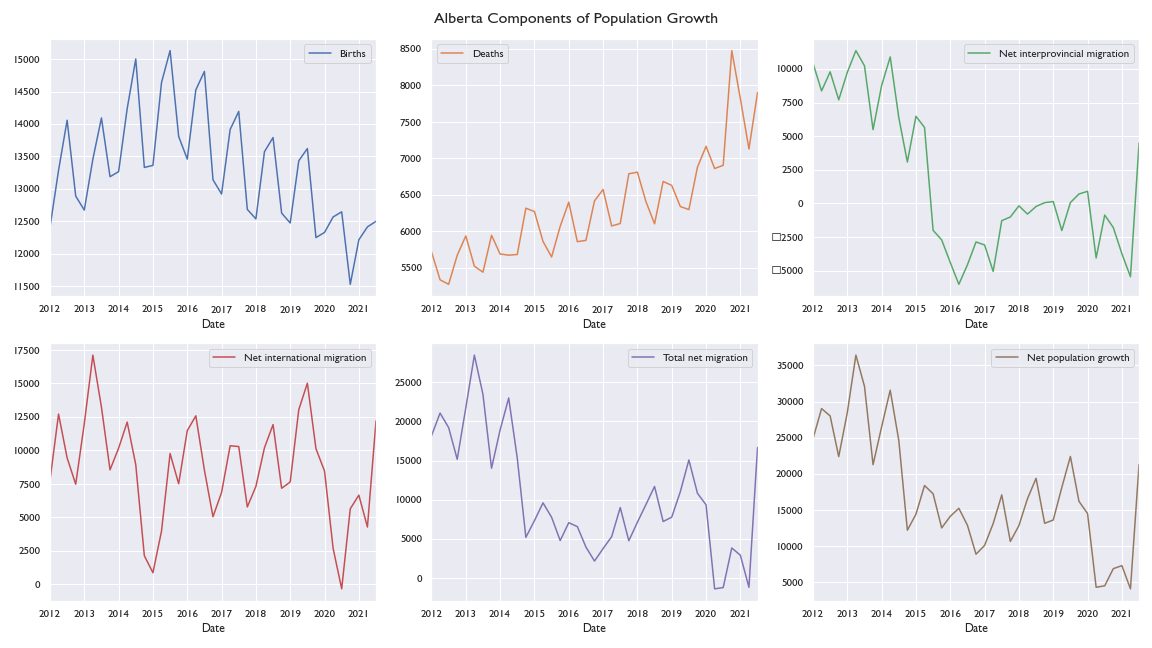 Alberta Components of Population Growth
Births
15000
14500
14000
13500
13000
12500
12000
11500
2012 2013 2014 2015 2016 2017 2018 2019 2020 2021
Date
Deaths
8500
8000
7500
7000
6500
6000
5500
2012 2013 2014 2015 2016 2017 2018 2019 2020 2021
Date
Net interprovincial migration
10000
7500
5000
2500
0
□2500
□5000
2012 2013 2014 2015 2016 2017 2018 2019 2020 2021
Date
Net international migration
17500
15000
12500
10000
7500
5000
2500
0
2012 2013 2014 2015 2016 2017 2018 2019 2020 2021
Date
Total net migration
25000
20000
15000
10000
5000
0
2012 2013 2014 2015 2016 2017 2018 2019 2020 2021
Date
Net population growth
35000
30000
25000
20000
15000
10000
5000
2012 2013 2014 2015 2016 2017 2018 2019 2020 2021
Date